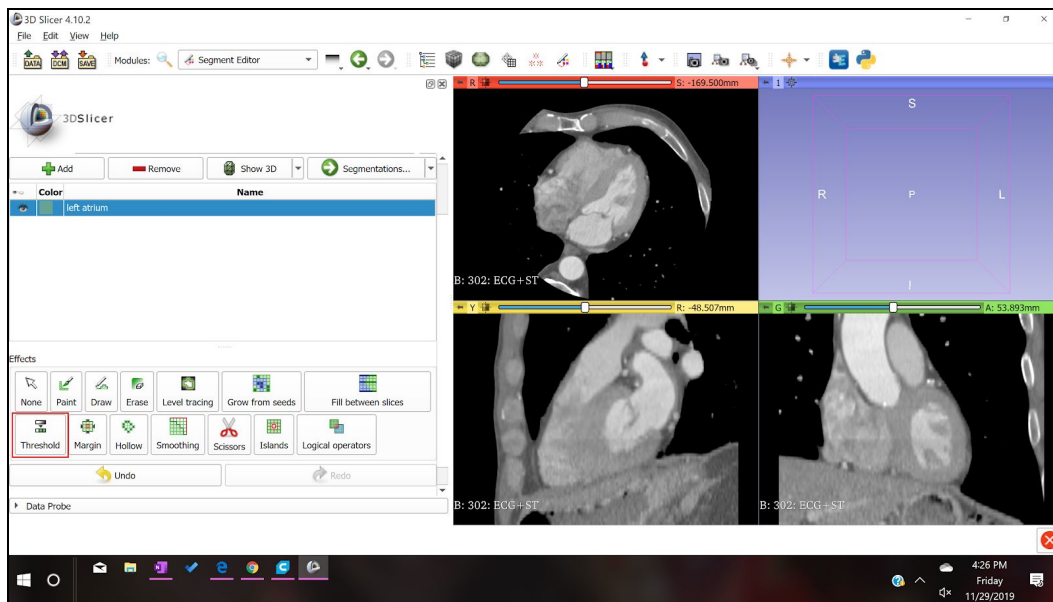 3D Slicer 4.10.2
File Edit View Help
DATA DCM SAVE Modules: Segment Editor
R S: -169.500mm 1
3DSlicer
S
Add Remove Show 3D Segmentations...
Color Name
left atrium
R P L
B: 302: ECG+ST
I
Y R: -48.507mm G A: 53.893mm
Effects
None Paint Draw Erase Level tracing Grow from seeds Fill between slices
Threshold Margin Hollow Smoothing Scissors Islands Logical operators
Undo Redo
Data Probe
B: 302: ECG+ST B: 302: ECG+ST
4:26 PM
Friday
11/29/2019